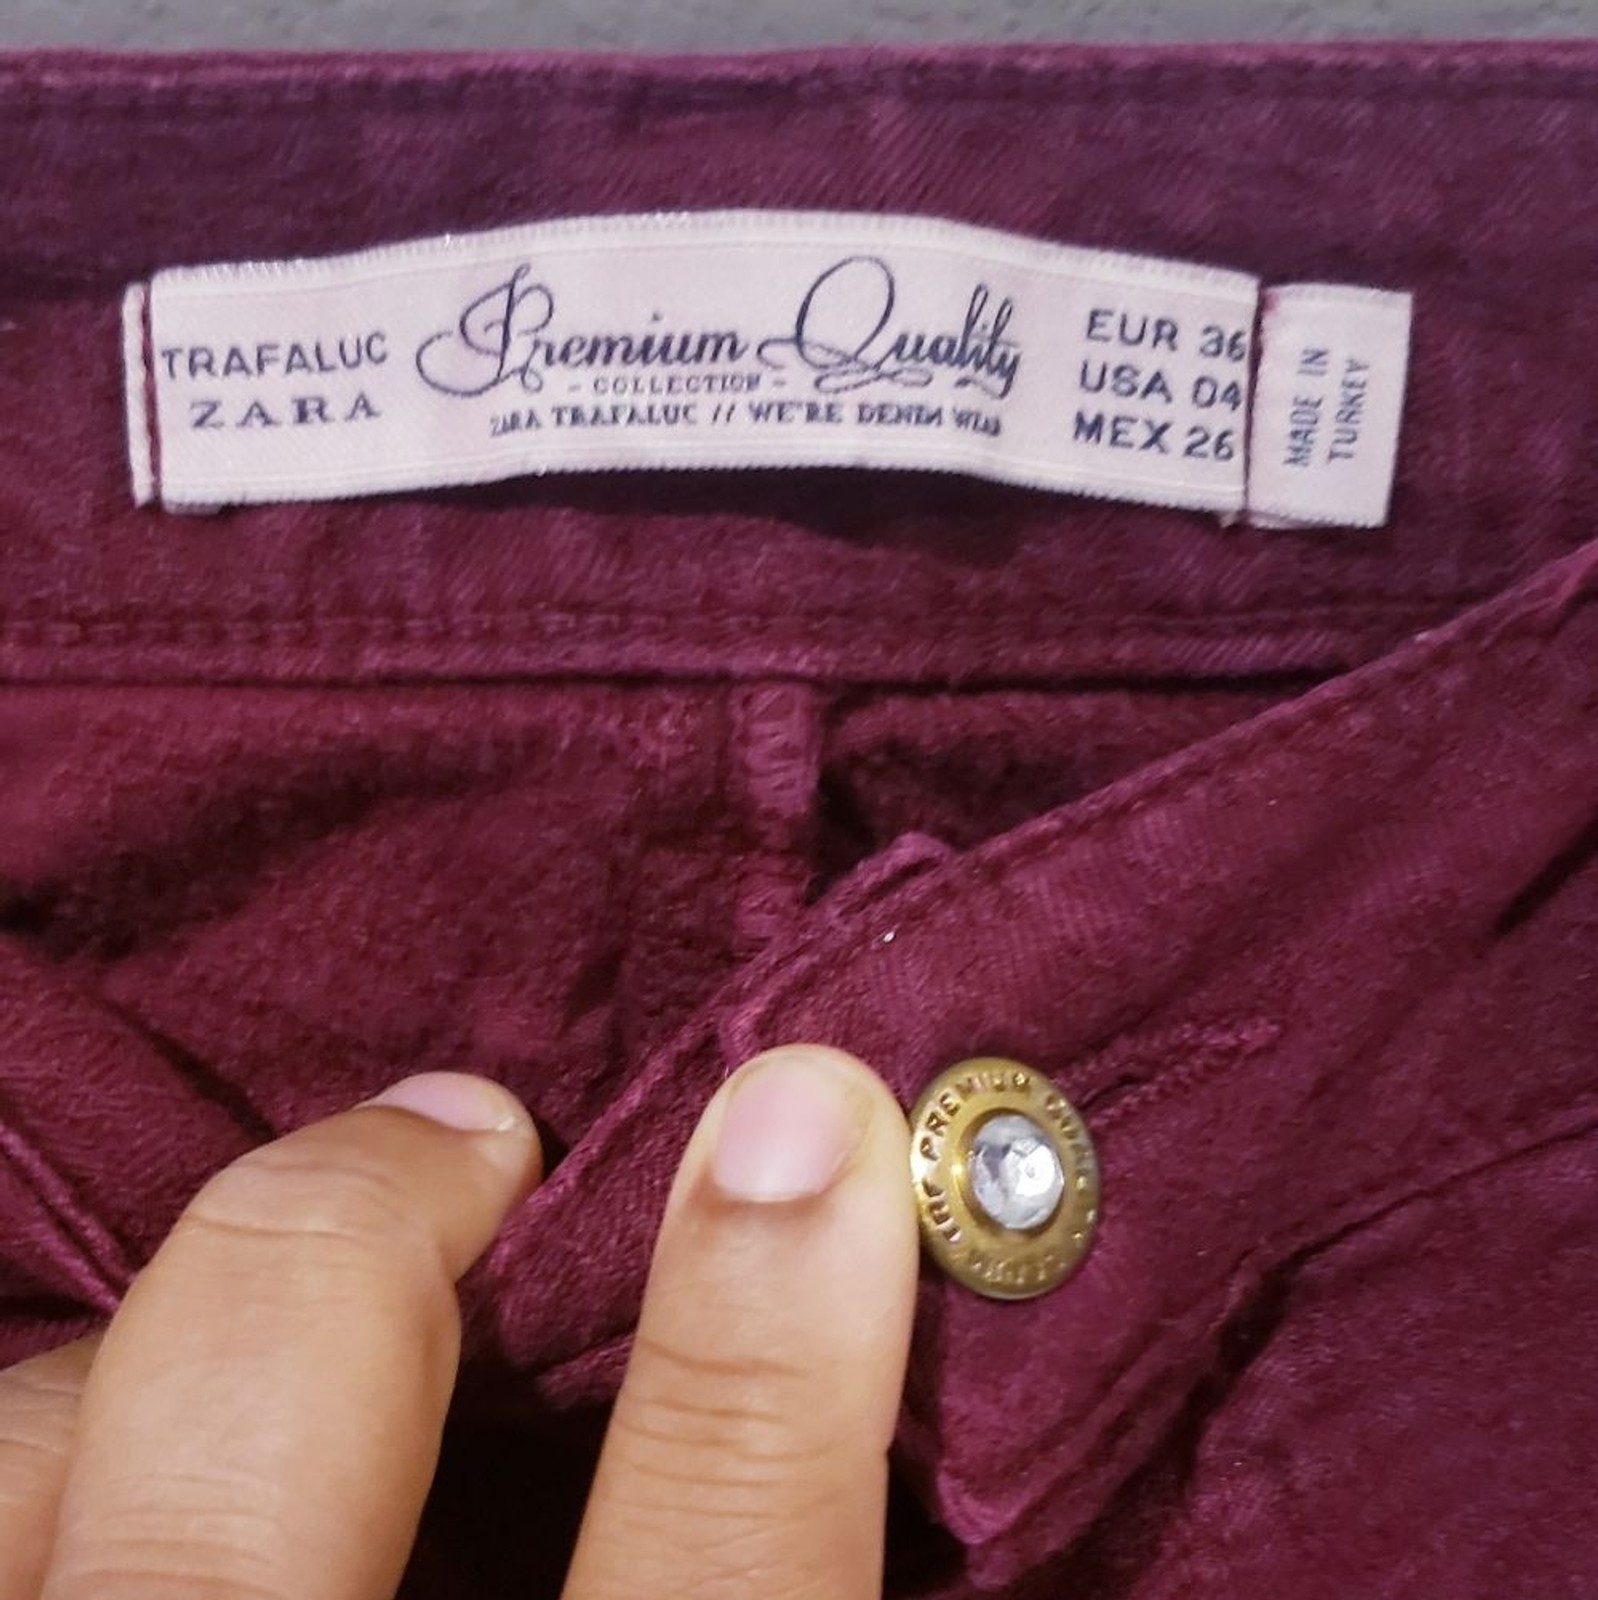 TRAFALUC
ZARA
Premium Quality
- COLLECTION -
ZARA TRAFALUC // WE'RE DENIM WEAR
EUR 36
USA 04
MEX 26
MADE IN
TURKEY
TRF PREMIUM